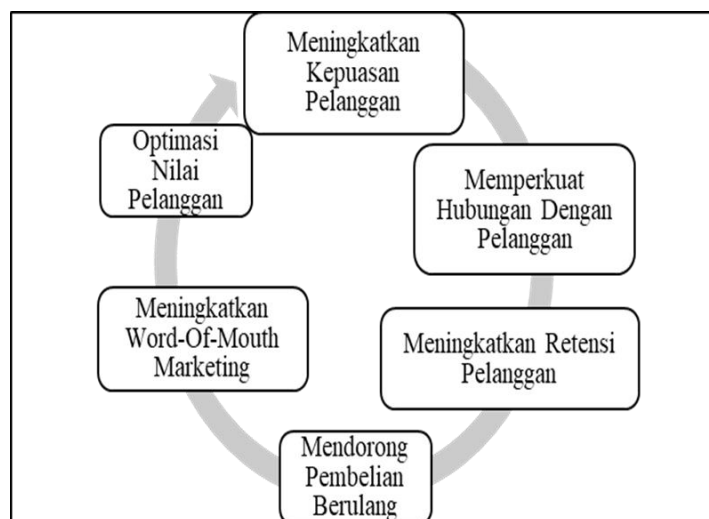 Meningkatkan
Kepuasan
Pelanggan
Memperkuat
Hubungan Dengan
Pelanggan
Meningkatkan Retensi
Pelanggan
Mendorong
Pembelian
Berulang
Meningkatkan
Word-Of-Mouth
Marketing
Optimasi
Nilai
Pelanggan